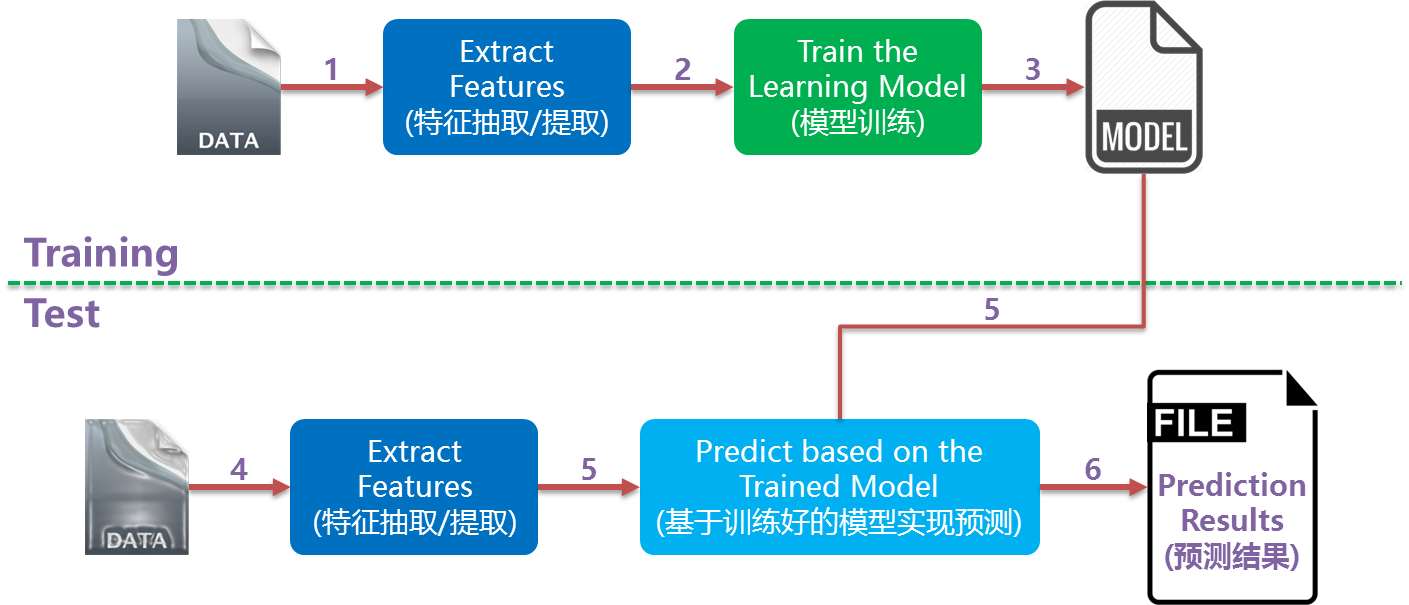 DATA
1
Extract
Features
(特征抽取/提取)
2
Train the
Learning Model
(模型训练)
3
MODEL
Training
Test
5
DATA
4
Extract
Features
(特征抽取/提取)
5
Predict based on the
Trained Model
(基于训练好的模型实现预测)
6
FILE
Prediction
Results
(预测结果)